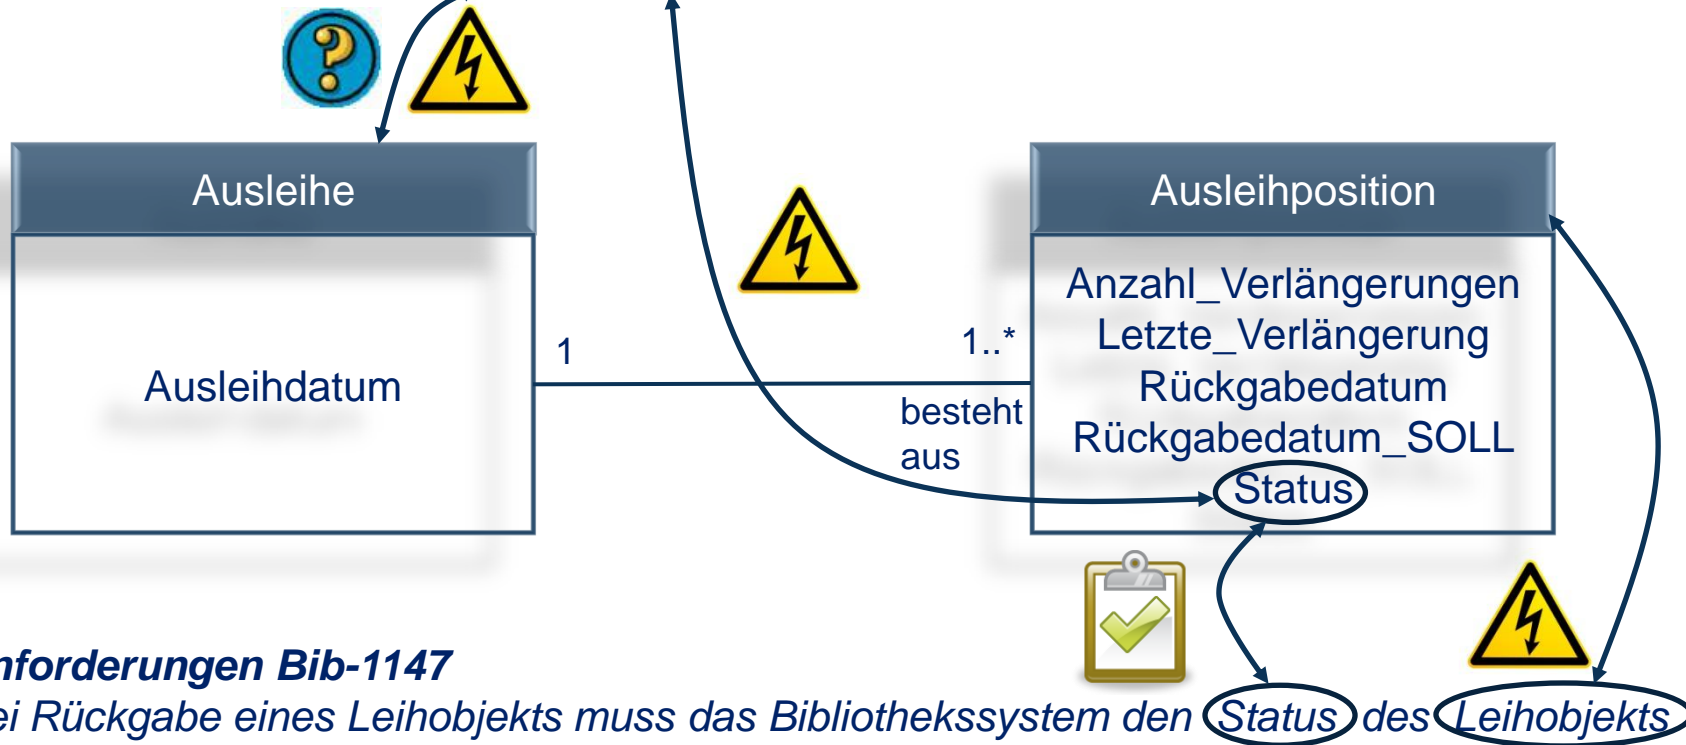 Ausleihe
Ausleihposition
Ausleihdatum
1
1..*
besteht
aus
Anzahl_Verlängerungen
Letzte_Verlängerung
Rückgabedatum
Rückgabedatum_SOLL
Status
nforderungen Bib-1147
ei Rückgabe eines Leihobjekts muss das Bibliothekssystem den Status des Leihobjekts